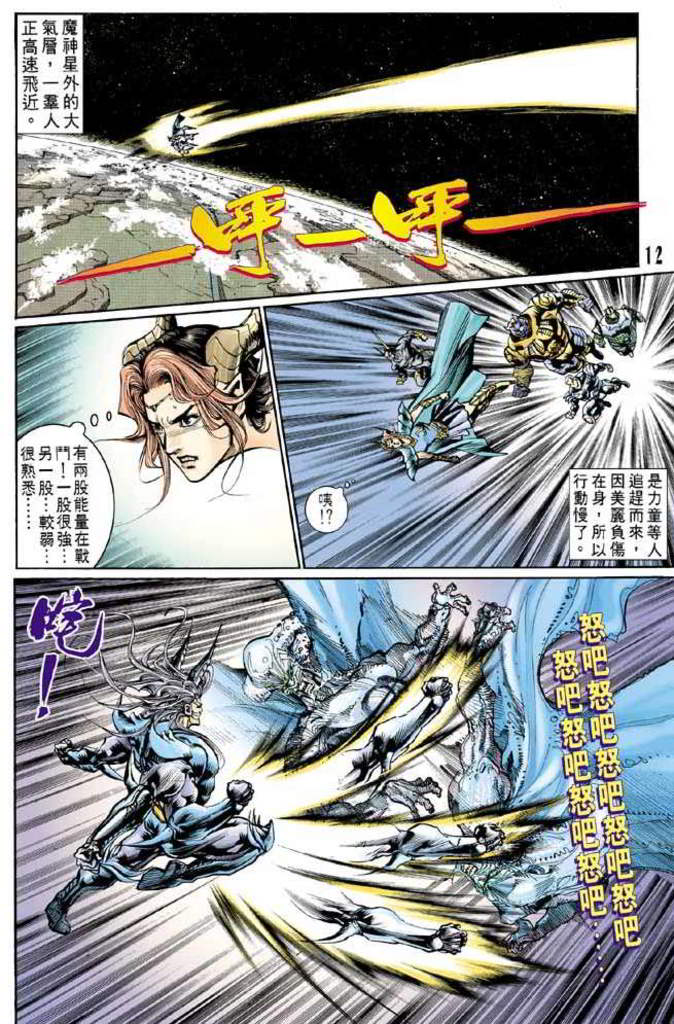 魔神星外的大
氣層，一羣人
正高速飛近。
呼—呼—
12
是力童等人
追趕而來，
因美麗負傷
在身，所以
行動慢了。
咦!?
有兩股能量在戰
鬥！一股很強…
另一股…較弱…
很熟悉……
怒吧怒吧怒吧怒吧怒吧
怒吧怒吧怒吧怒吧……
咤！